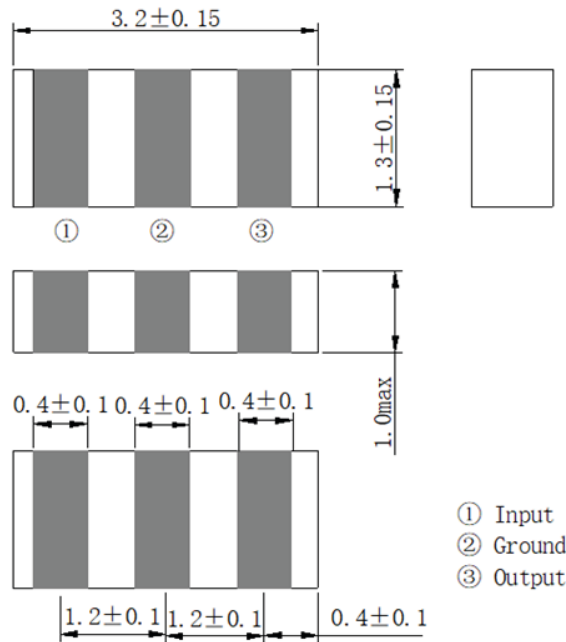 3.2±0.15
1.3±0.15
① ② ③
0.4±0.1 0.4±0.1 0.4±0.1
1.0max
① Input
② Ground
③ Output
1.2±0.1 1.2±0.1 0.4±0.1